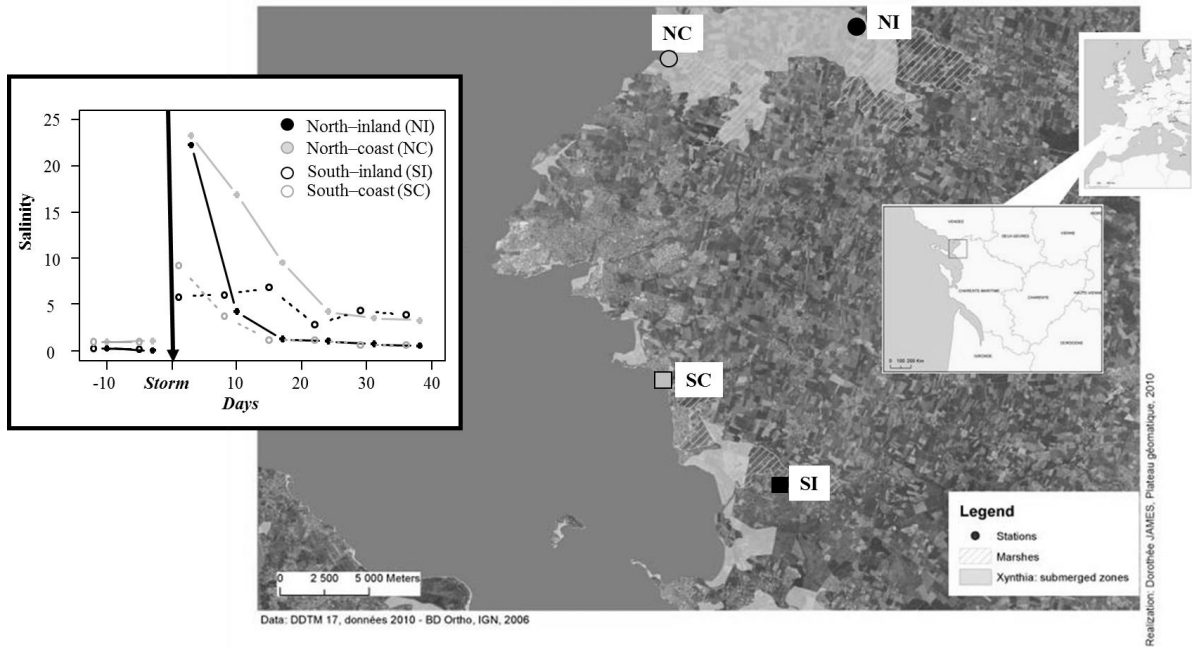 NC
NI
25
20
15
10
5
0
Salinity
North–inland (NI)
North–coast (NC)
South–inland (SI)
South–coast (SC)
-10
Storm
10
20
30
40
Days
VENDEE
DEUX-SEVRES
VIENNE
CHARENTE-MARITIME
CHARENTE
GIRONDE
DORDOGNE
SC
SI
Legend
Stations
Marshes
Xynthia: submerged zones
0 2 500 5 000 Meters
Data: DDTM 17, données 2010 - BD Ortho, IGN, 2006
Realization: Dorothée JAMES, Plateau géomatique, 2010